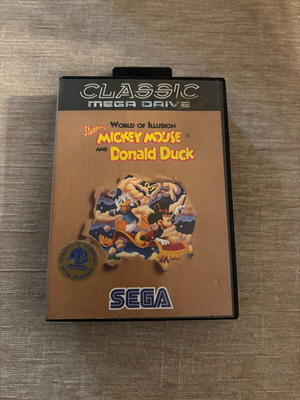 CLASSIC
MEGA DRIVE
WORLD OF ILLUSION
Starring
MICKEY MOUSE
AND Donald Duck
SEGA